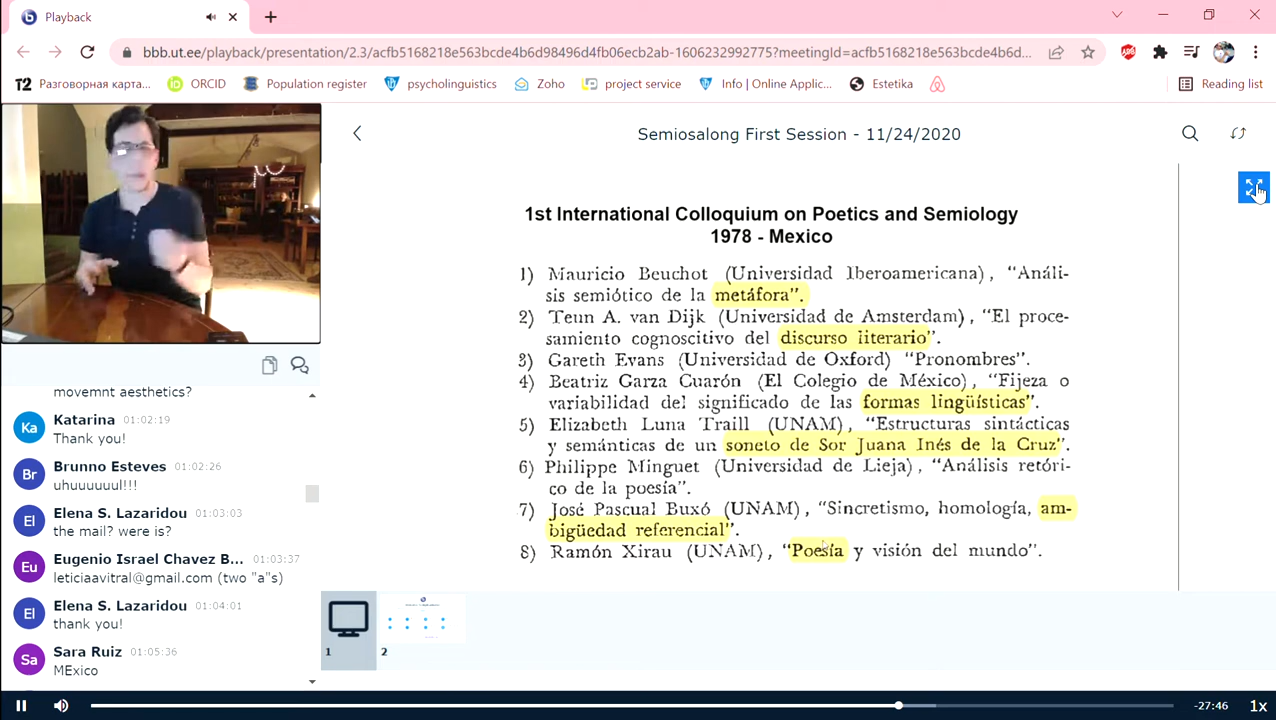 Playback
bbb.ut.ee/playback/presentation/2.3/acfb5168218e563bcde4b6d98496d4fb06ecb2ab-1606232992775?meetingId=acfb5168218e563bcde4b6d...
T2 Разговорная карта...
ORCID
Population register
psycholinguistics
Zoho
project service
Info | Online Applic...
Estetika
Reading list
Semiosalong First Session - 11/24/2020
1st International Colloquium on Poetics and Semiology
1978 - Mexico
1) Mauricio Beuchot (Universidad Iberoamericana), “Análi-
sis semiótico de la metáfora”.
2) Teun A. van Dijk (Universidad de Amsterdam), “El proce-
samiento cognoscitivo del discurso literario”.
3) Gareth Evans (Universidad de Oxford) “Pronombres”.
4) Beatriz Garza Cuarón (El Colegio de México), “Fijeza o
variabilidad del significado de las formas lingüísticas”.
5) Elizabeth Luna Traill (UNAM), “Estructuras sintácticas
y semánticas de un soneto de Sor Juana Inés de la Cruz”.
6) Philippe Minguet (Universidad de Lieja), “Análisis retóri-
co de la poesía”.
7) José Pascual Buxó (UNAM), “Sincretismo, homología, am-
bigüedad referencial”.
8) Ramón Xirau (UNAM), “Poesía y visión del mundo”.
movemnt aesthetics?
Ka
Katarina 01:02:19
Thank you!
Br
Brunno Esteves 01:02:26
uhuuuuuul!!!
El
Elena S. Lazaridou 01:03:03
the mail? were is?
Eu
Eugenio Israel Chavez B... 01:03:37
leticiaavitral@gmail.com (two "a"s)
El
Elena S. Lazaridou 01:04:01
thank you!
Sa
Sara Ruiz 01:05:36
MExico
1
2
-27:46
1x